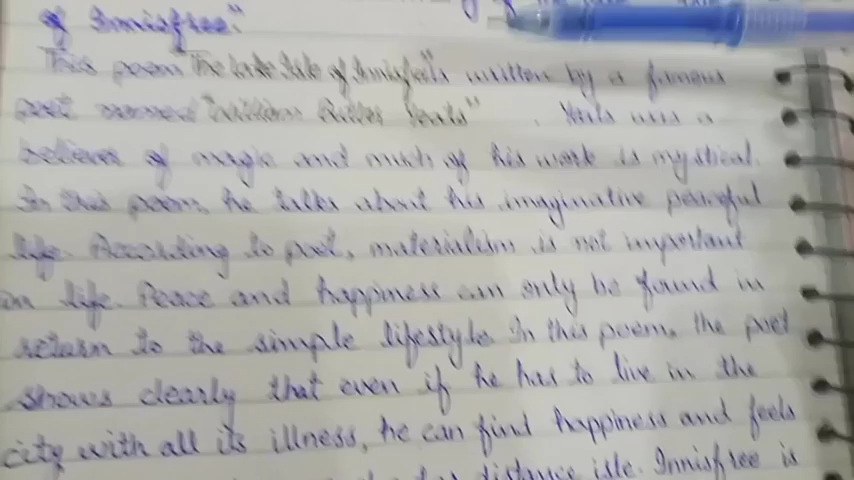 of Innisfree."
This poem "The Lake Isle of Innisfree" is written by a famous
poet named "William Butler Yeats". Yeats was a
believer of magic and much of his work is mystical.
In this poem, he talks about his imaginative peaceful
life. According to poet, materialism is not important
in life. Peace and happiness can only be found in
return to the simple lifestyle. In this poem, the poet
shows clearly that even if he has to live in the
city with all its illness, he can find happiness and feels
distance isle. Innisfree is